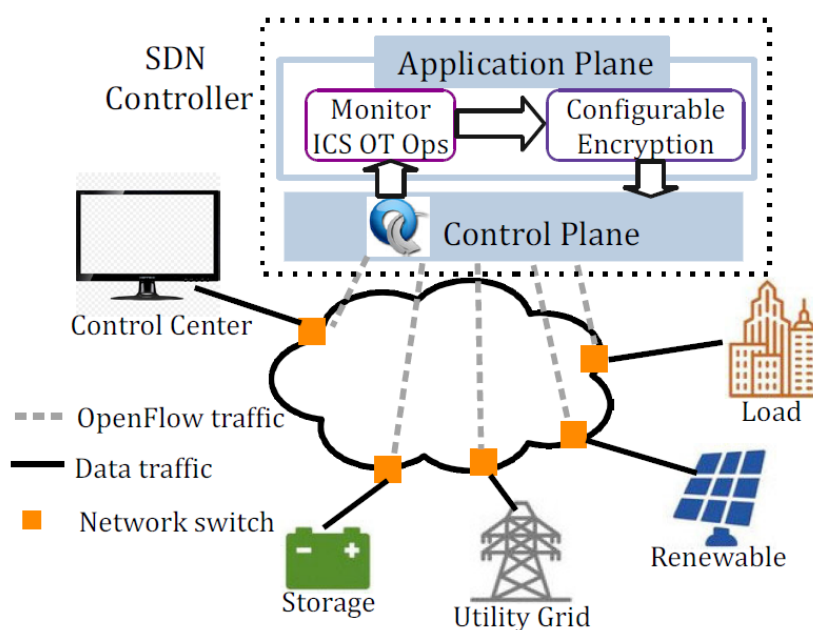 SDN
Controller
Application Plane
Monitor
ICS OT Ops
Configurable
Encryption
Control Plane
Control Center
Load
OpenFlow traffic
Data traffic
Network switch
Renewable
Storage
Utility Grid